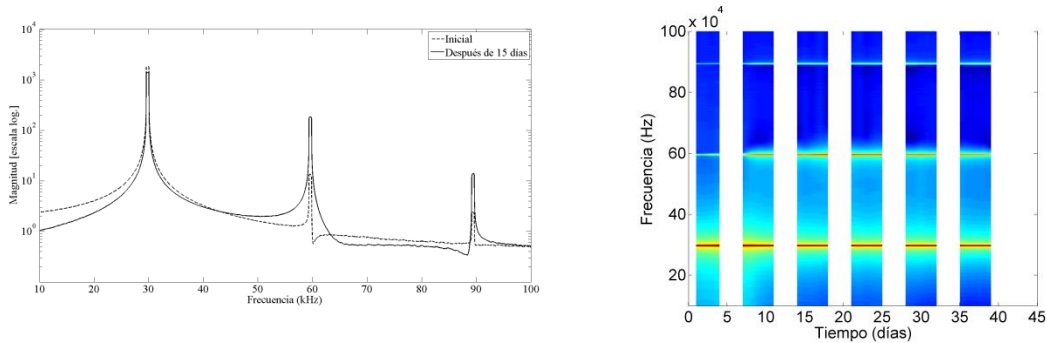 10^4
10^3
10^2
10^1
10^0
Magnitud [escala log.]
Inicial
Después de 15 días
10 20 30 40 50 60 70 80 90 100
Frecuencia (kHz)
100 x 10^4
80
60
40
20
Frecuencia (Hz)
0 5 10 15 20 25 30 35 40 45
Tiempo (días)